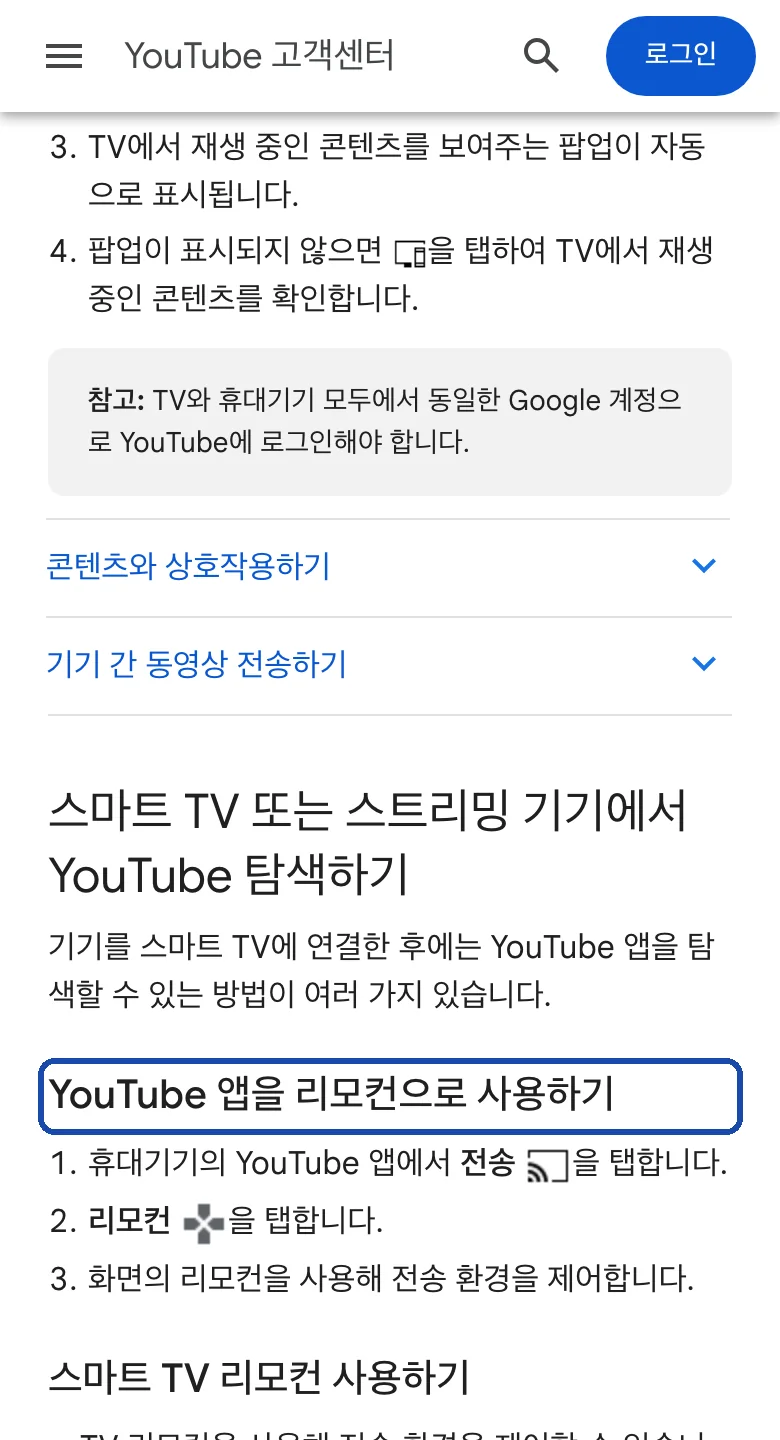 YouTube 고객센터
로그인
3. TV에서 재생 중인 콘텐츠를 보여주는 팝업이 자동
으로 표시됩니다.
4. 팝업이 표시되지 않으면 을 탭하여 TV에서 재생
중인 콘텐츠를 확인합니다.
참고: TV와 휴대기기 모두에서 동일한 Google 계정으
로 YouTube에 로그인해야 합니다.
콘텐츠와 상호작용하기
기기 간 동영상 전송하기
스마트 TV 또는 스트리밍 기기에서
YouTube 탐색하기
기기를 스마트 TV에 연결한 후에는 YouTube 앱을 탐
색할 수 있는 방법이 여러 가지 있습니다.
YouTube 앱을 리모컨으로 사용하기
1. 휴대기기의 YouTube 앱에서 전송 을 탭합니다.
2. 리모컨 을 탭합니다.
3. 화면의 리모컨을 사용해 전송 환경을 제어합니다.
스마트 TV 리모컨 사용하기